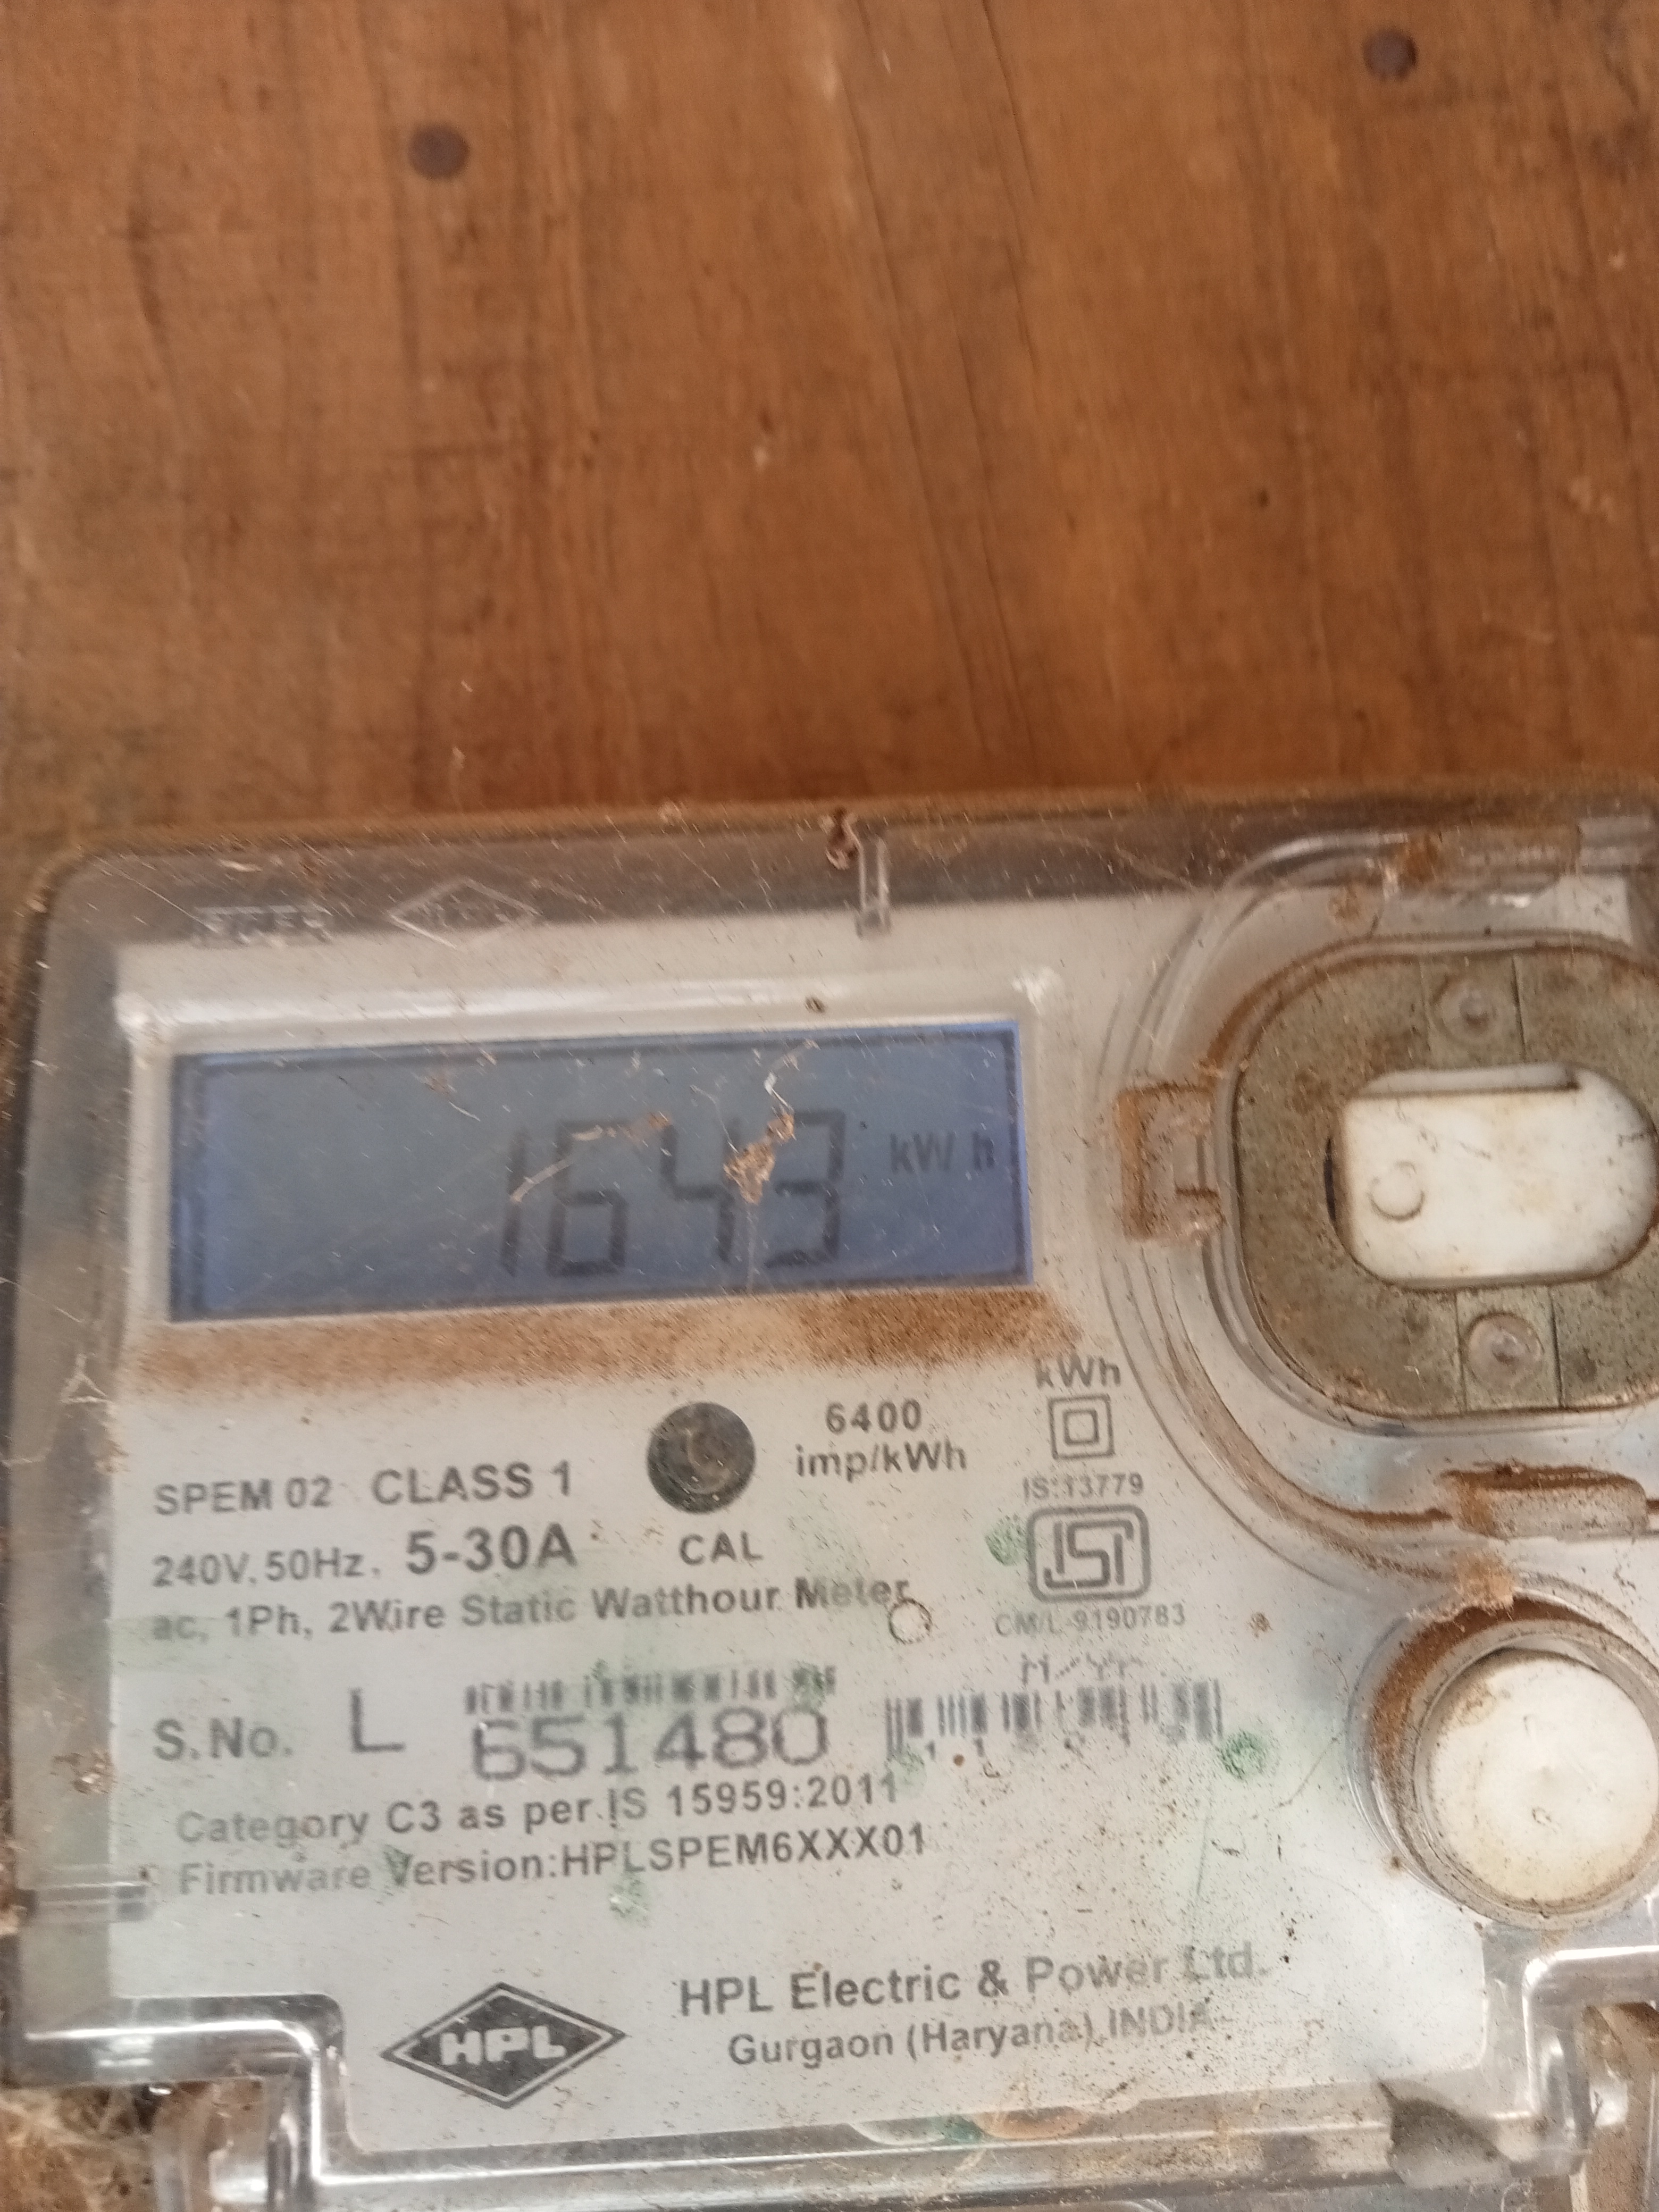 1643 kWh
kWh
6400
imp/kWh
SPEM 02 CLASS 1
CAL
IS:13779
240V, 50Hz, 5-30A
ISI
ac, 1Ph, 2Wire Static Watthour Meter
CM/L-9190783
S.No. L 651480
Category C3 as per IS 15959:2011
Firmware Version:HPLSPEM6XXX01
HPL
HPL Electric & Power Ltd.
Gurgaon (Haryana) INDIA